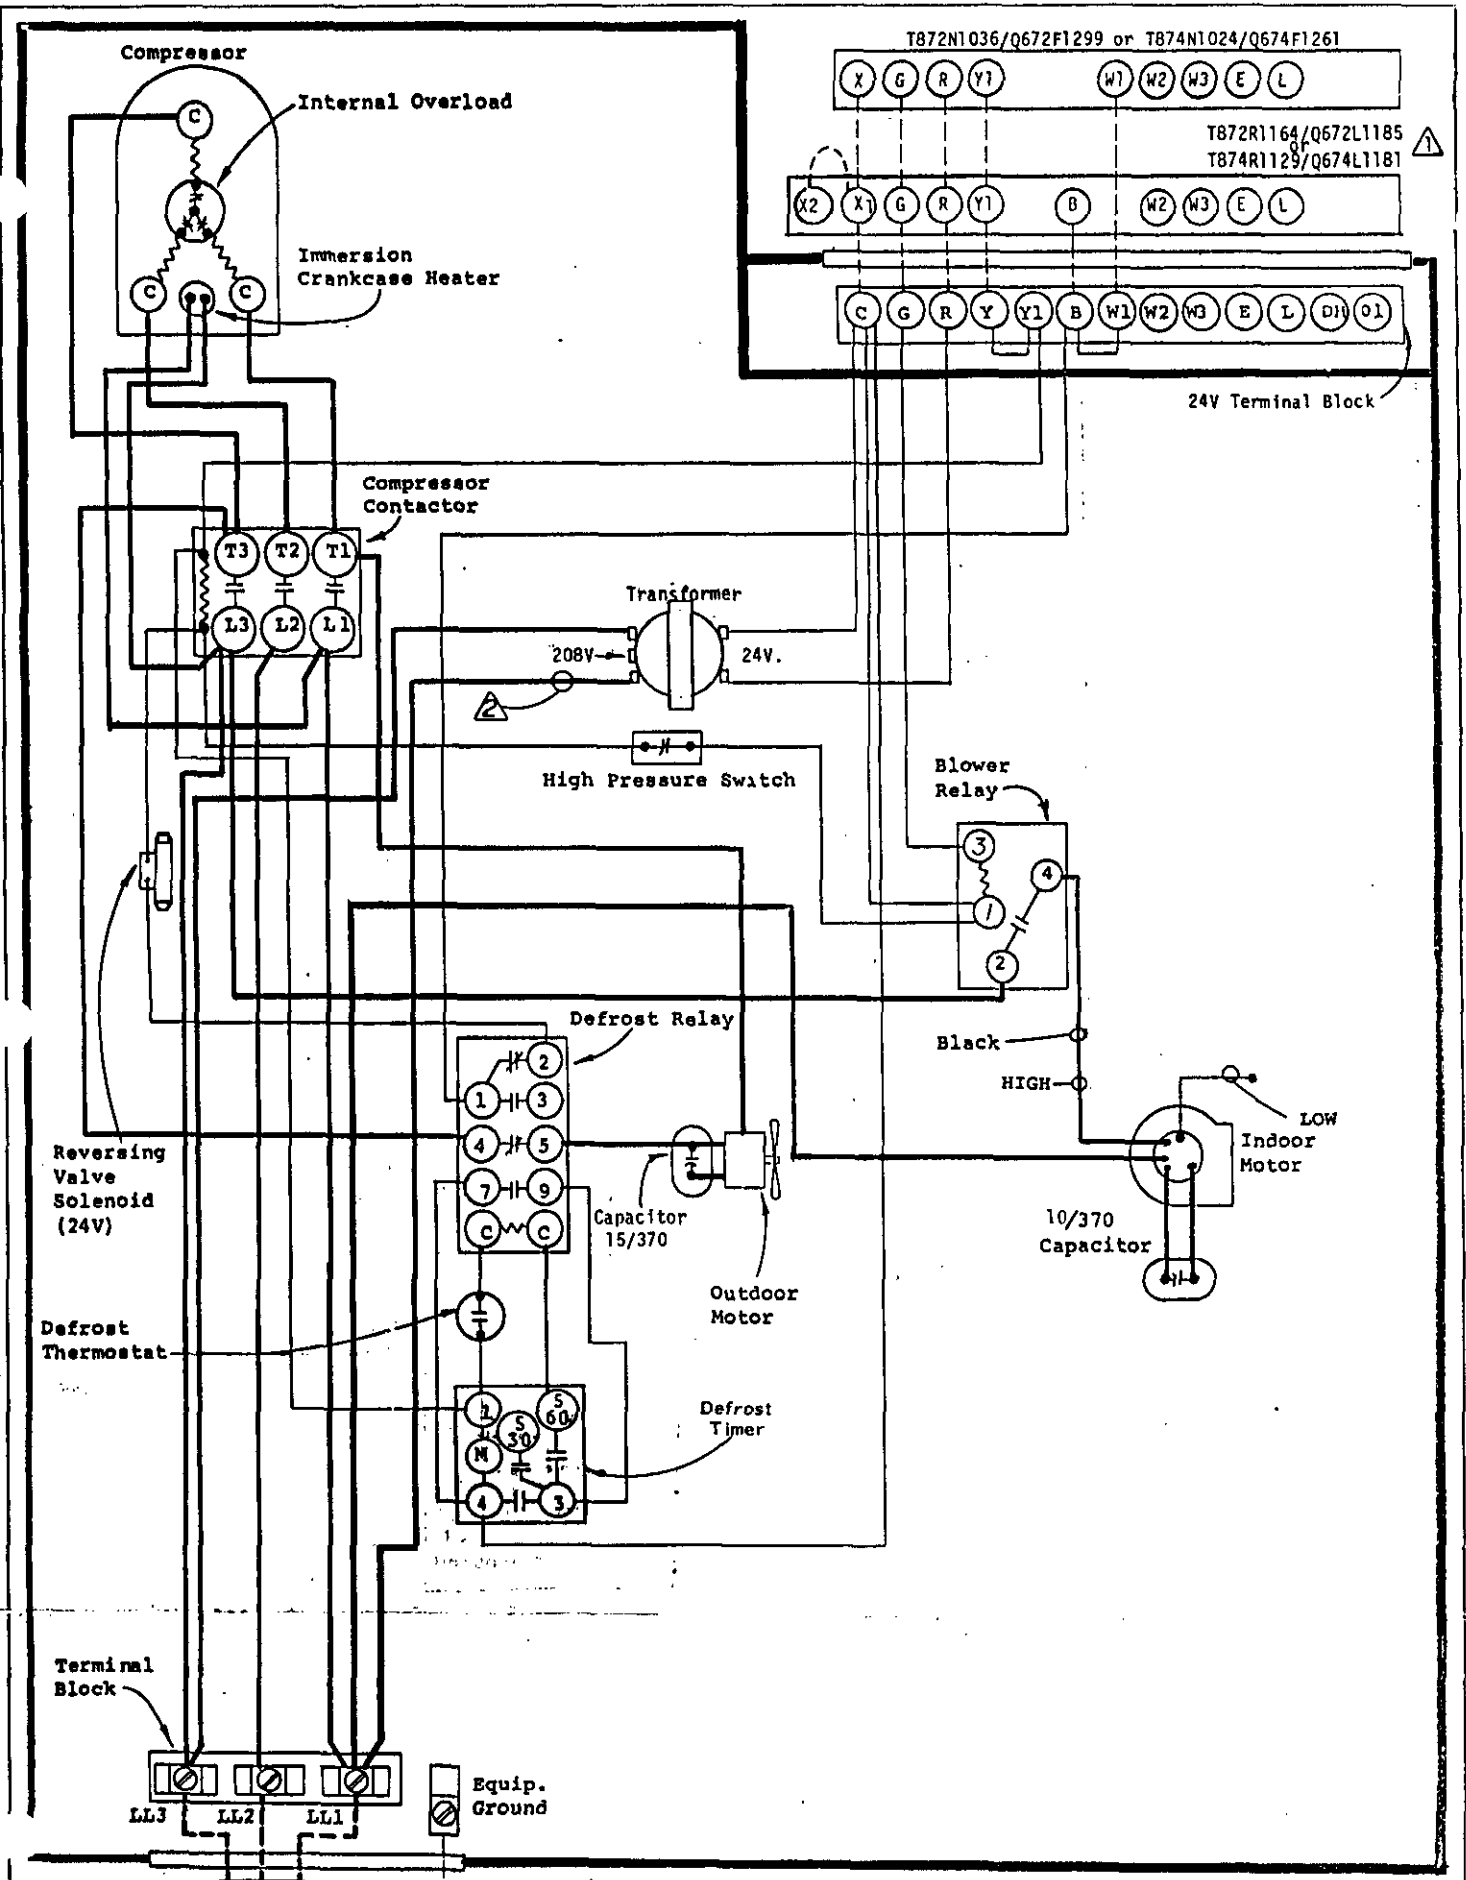 Compressor
T872N1036/Q672F1299 or T874N1024/Q674F1261
X G R Y1 W1 W2 W3 E L
C
Internal Overload
T872R1164/Q672L1185
or
T874R1129/Q674L1181
1
X2 X1 G R Y1 B W2 W3 E L
Immersion
Crankcase Heater
C C
C G R Y Y1 B W1 W2 W3 E L DH O1
24V Terminal Block
Compressor
Contactor
T3 T2 T1
L3 L2 L1
Transformer
208V
24V.
2
High Pressure Switch
Blower
Relay
3
4
1
2
Defrost Relay
Black
HIGH
LOW
Indoor
Motor
2
1 3
4 5
7 9
C C
Reversing
Valve
Solenoid
(24V)
Capacitor
15/370
10/370
Capacitor
Outdoor
Motor
Defrost
Thermostat
Defrost
Timer
1
S
30
S
60
M
4 3
Terminal
Block
LL3 LL2 LL1
Equip.
Ground